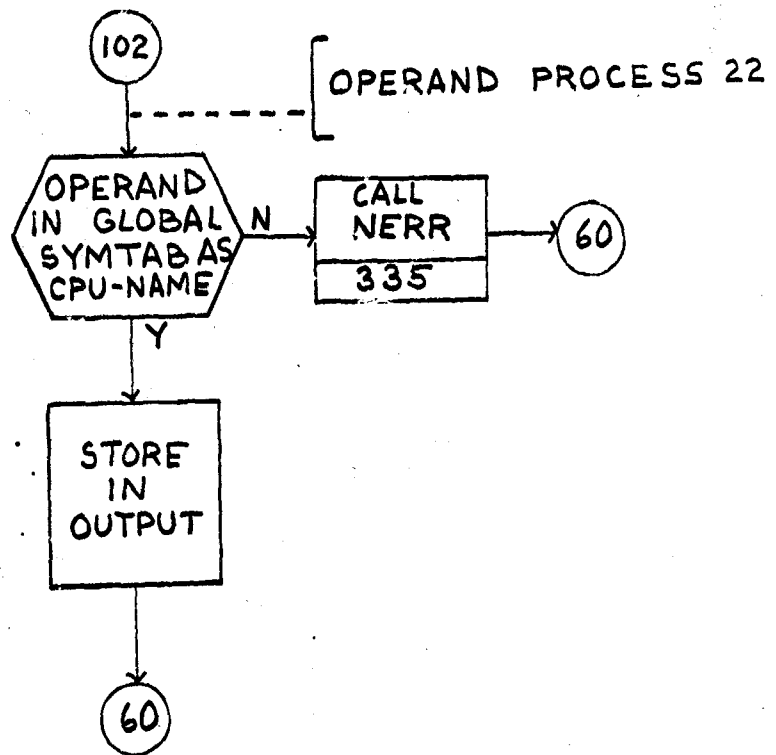 102
OPERAND PROCESS 22
OPERAND
IN GLOBAL
SYMTAB AS
CPU-NAME
N
CALL
NERR
335
60
Y
STORE
IN
OUTPUT
60